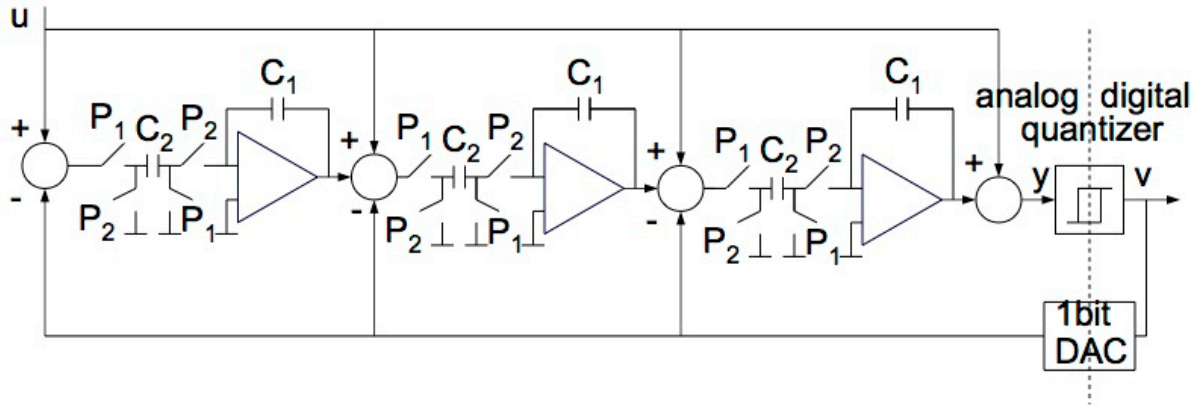 u
C₁
C₁
C₁
analog digital
quantizer
+
P₁
C₂
P₂
+
P₁
C₂
P₂
+
P₁
C₂
P₂
+
y
v
-
P₂
P₁
-
P₂
P₁
-
P₂
P₁
1bit
DAC